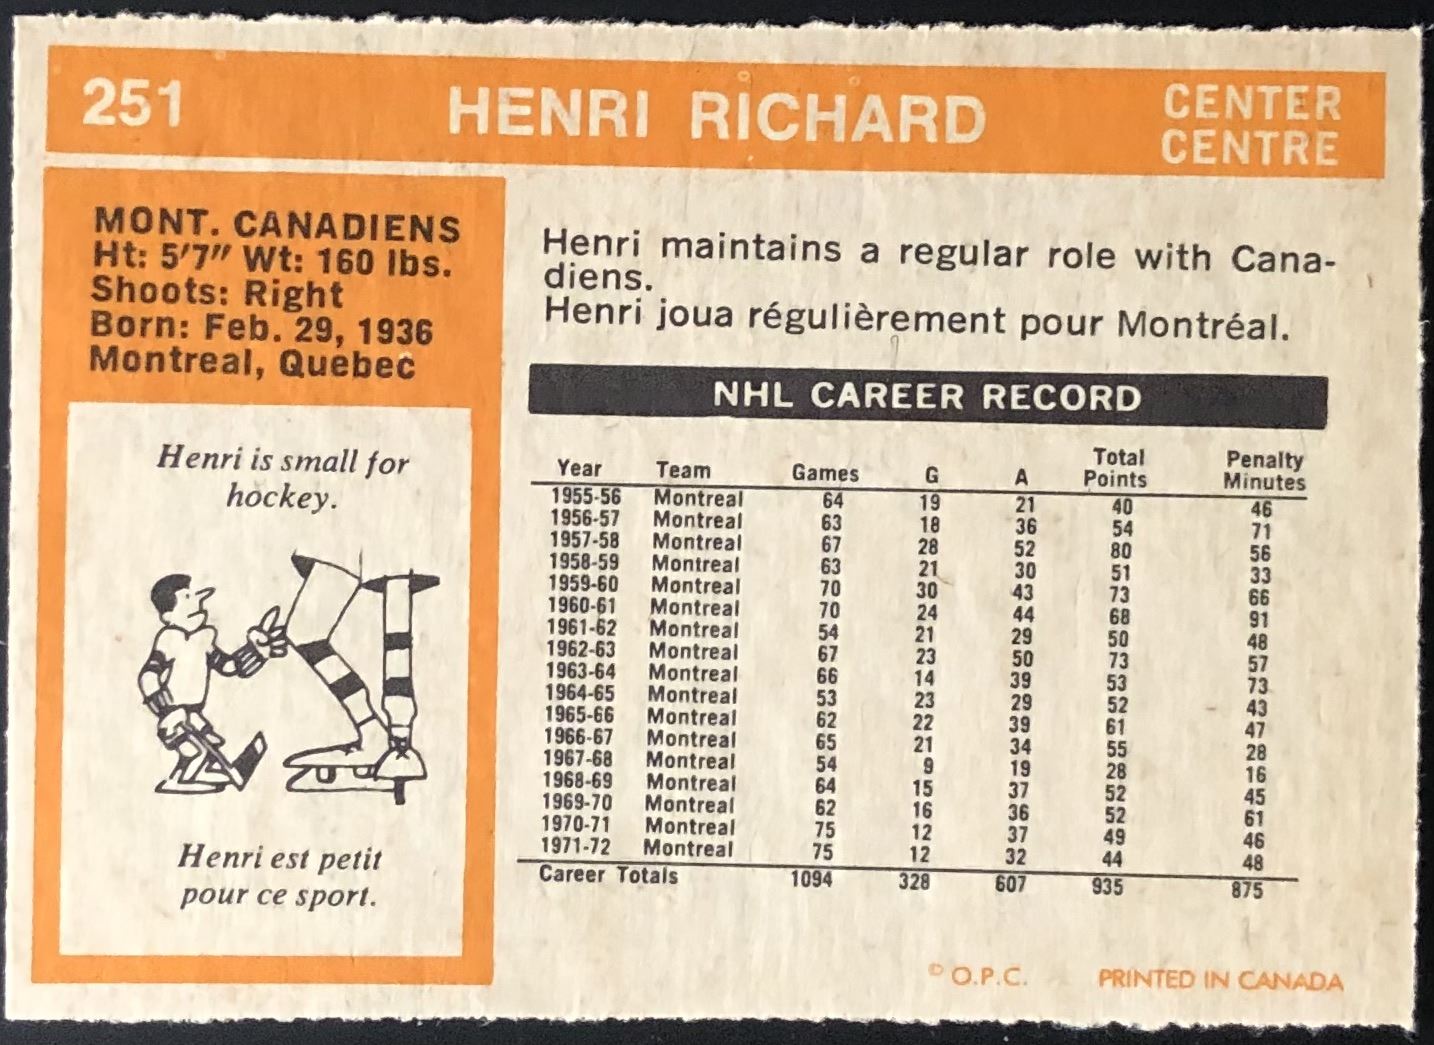 251 HENRI RICHARD CENTER
CENTRE
MONT. CANADIENS
Ht: 5'7" Wt: 160 lbs.
Shoots: Right
Born: Feb. 29, 1936
Montreal, Quebec
Henri is small for
hockey.
Henri est petit
pour ce sport.
Henri maintains a regular role with Cana-
diens.
Henri joua régulièrement pour Montréal.
NHL CAREER RECORD
Year Team Games G A Total Points Penalty Minutes
1955-56 Montreal 64 19 21 40 46
1956-57 Montreal 63 18 36 54 71
1957-58 Montreal 67 28 52 80 56
1958-59 Montreal 63 21 30 51 33
1959-60 Montreal 70 30 43 73 66
1960-61 Montreal 70 24 44 68 91
1961-62 Montreal 54 21 29 50 48
1962-63 Montreal 67 23 50 73 57
1963-64 Montreal 66 14 39 53 73
1964-65 Montreal 53 23 29 52 43
1965-66 Montreal 62 22 39 61 47
1966-67 Montreal 65 21 34 55 28
1967-68 Montreal 54 9 19 28 16
1968-69 Montreal 64 15 37 52 45
1969-70 Montreal 62 16 36 52 61
1970-71 Montreal 75 12 37 49 46
1971-72 Montreal 75 12 32 44 48
Career Totals 1094 328 607 935 875
© O.P.C. PRINTED IN CANADA